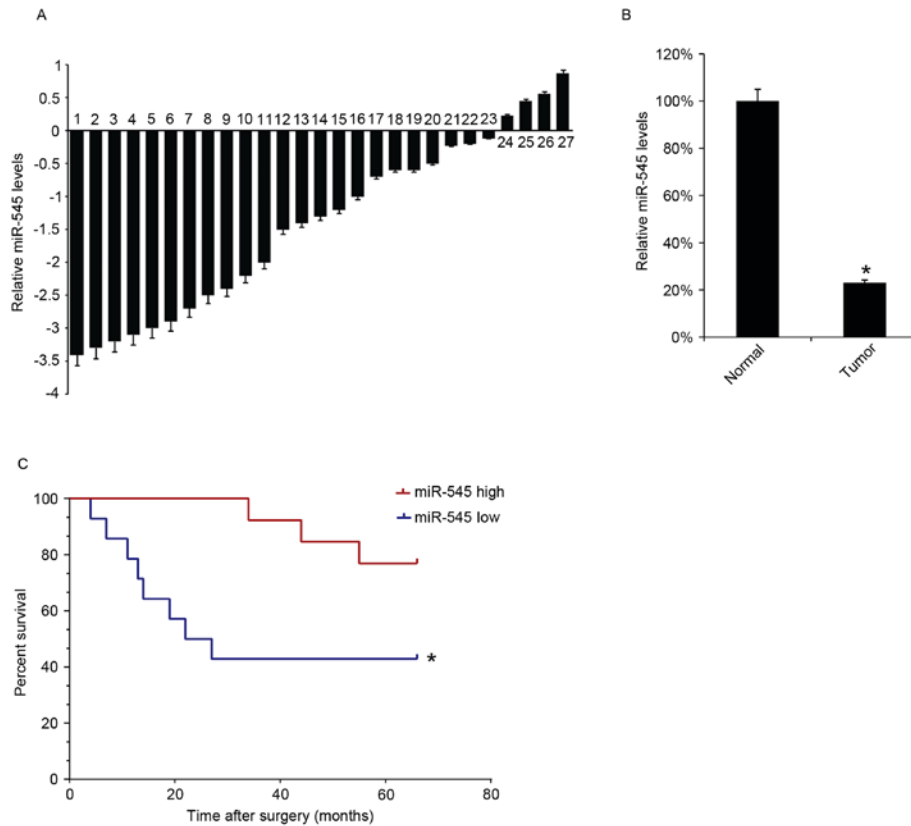 A
Relative miR-545 levels
1
0.5
0
-0.5
-1
-1.5
-2
-2.5
-3
-3.5
-4
1 2 3 4 5 6 7 8 9 10 11 12 13 14 15 16 17 18 19 20 21 22 23
24 25 26 27
B
Relative miR-545 levels
120%
100%
80%
60%
40%
20%
0%
*
Normal Tumor
C
miR-545 high
miR-545 low
Percent survival
100
80
60
40
20
0
*
0 20 40 60 80
Time after surgery (months)